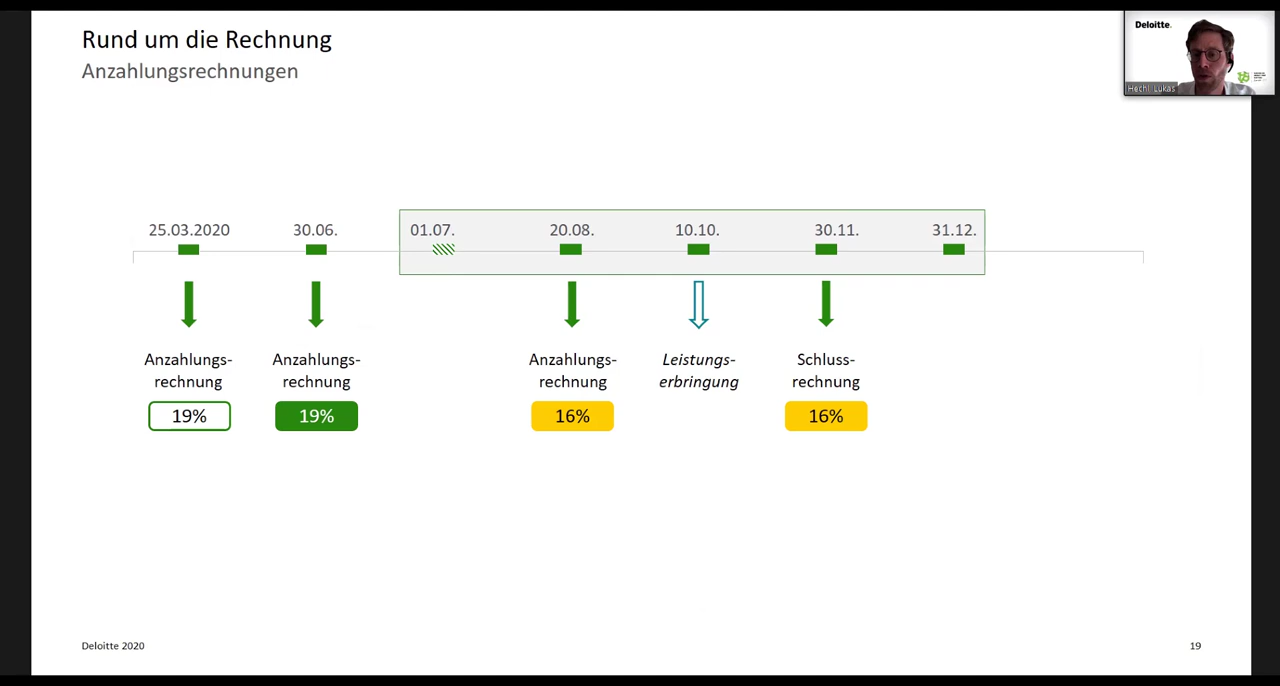 Rund um die Rechnung
Anzahlungsrechnungen
Deloitte.
Hechl Lukas
25.03.2020
30.06.
01.07.
20.08.
10.10.
30.11.
31.12.
Anzahlungs-
rechnung
19%
Anzahlungs-
rechnung
19%
Anzahlungs-
rechnung
16%
Leistungs-
erbringung
Schluss-
rechnung
16%
Deloitte 2020
19